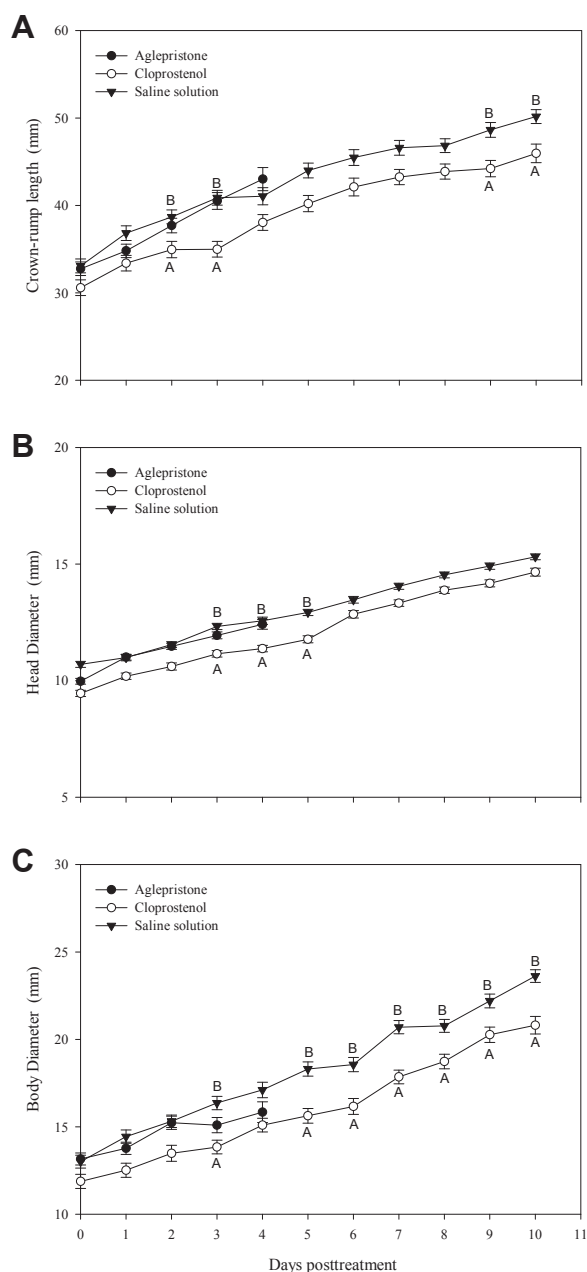 A
60
Aglepristone
Cloprostenol
Saline solution
B
B
50
B
B
Crown-rump length (mm)
40
A
A
A
A
30
20
B
20
Aglepristone
Cloprostenol
Saline solution
15
B
B
B
Head Diameter (mm)
10
A
A
A
5
C
30
Aglepristone
Cloprostenol
Saline solution
25
B
B
B
B
B
B
B
Body Diameter (mm)
20
15
A
A
A
A
A
A
A
10
0 1 2 3 4 5 6 7 8 9 10 11
Days posttreatment